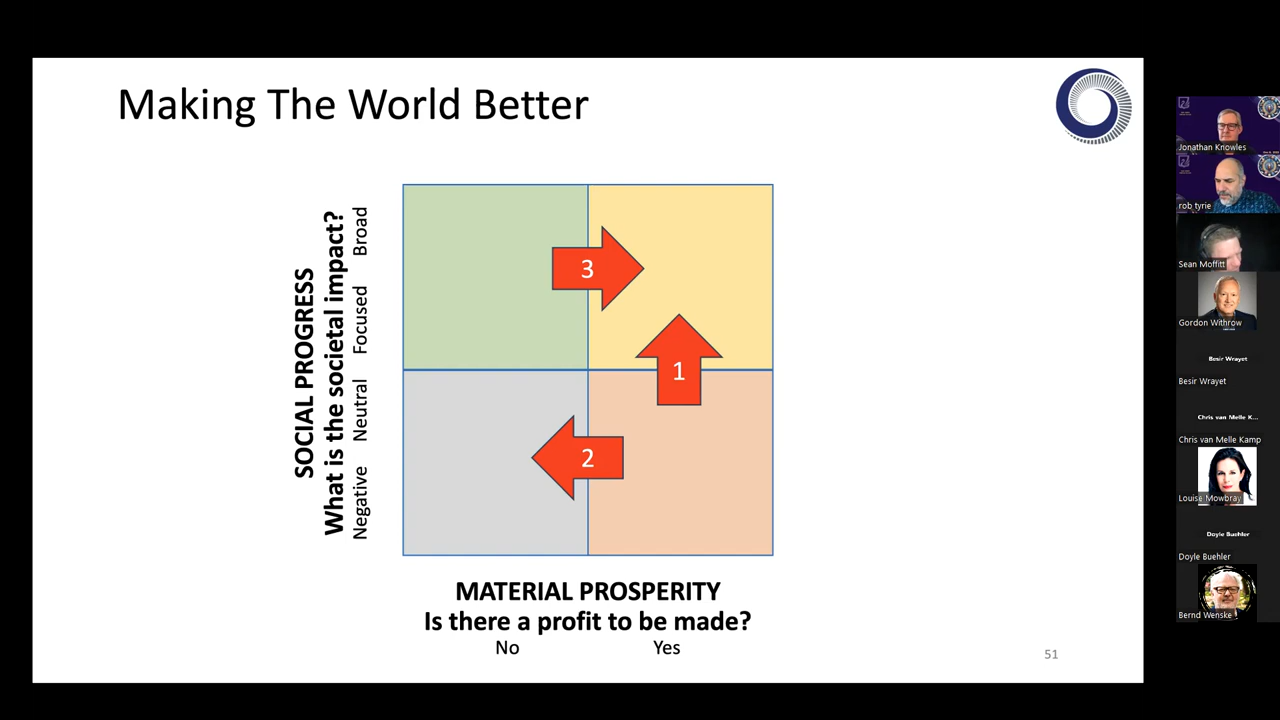 Making The World Better
SOCIAL PROGRESS
What is the societal impact?
Negative Neutral Focused Broad
3
1
2
MATERIAL PROSPERITY
Is there a profit to be made?
No Yes
51
Jonathan Knowles
rob tyrie
Sean Moffitt
Gordon Withrow
Besir Wrayet
Besir Wrayet
Chris van Melle K...
Chris van Melle Kamp
Louise Mowbray
Doyle Buehler
Doyle Buehler
Bernd Wenske